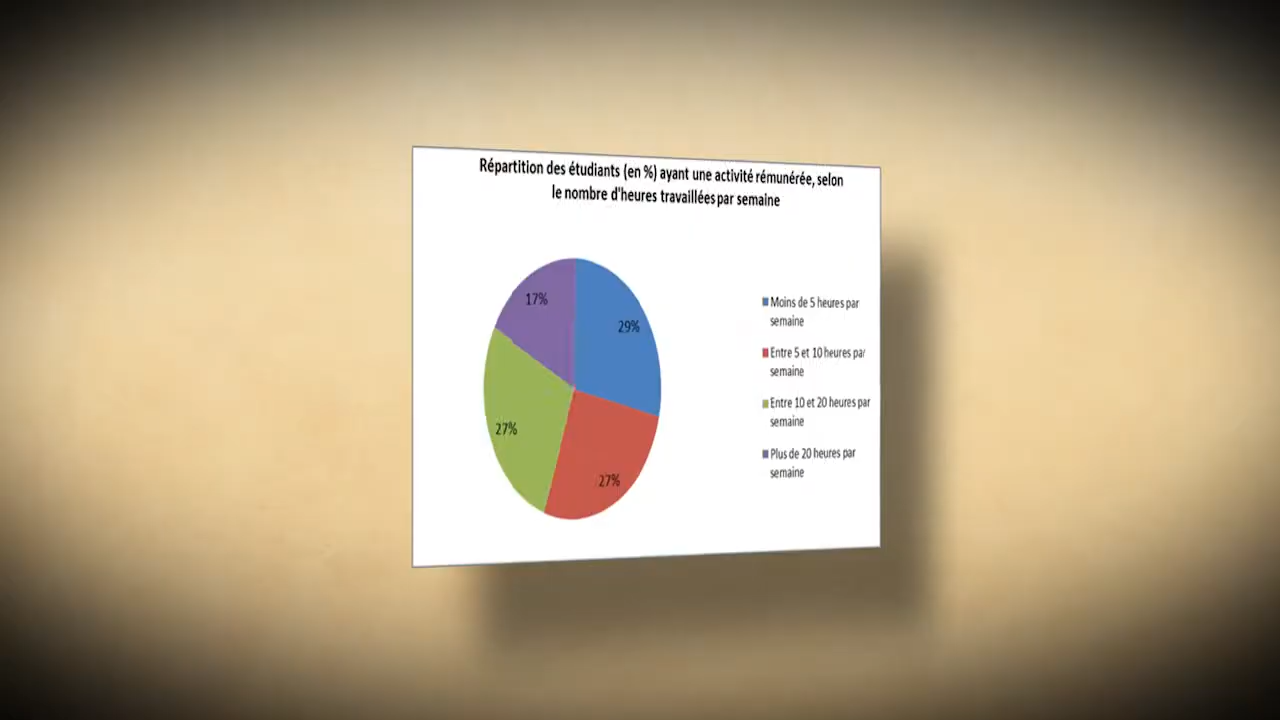 Répartition des étudiants (en %) ayant une activité rémunérée, selon
le nombre d'heures travaillées par semaine
17%
29%
27%
27%
Moins de 5 heures par
semaine
Entre 5 et 10 heures par
semaine
Entre 10 et 20 heures par
semaine
Plus de 20 heures par
semaine